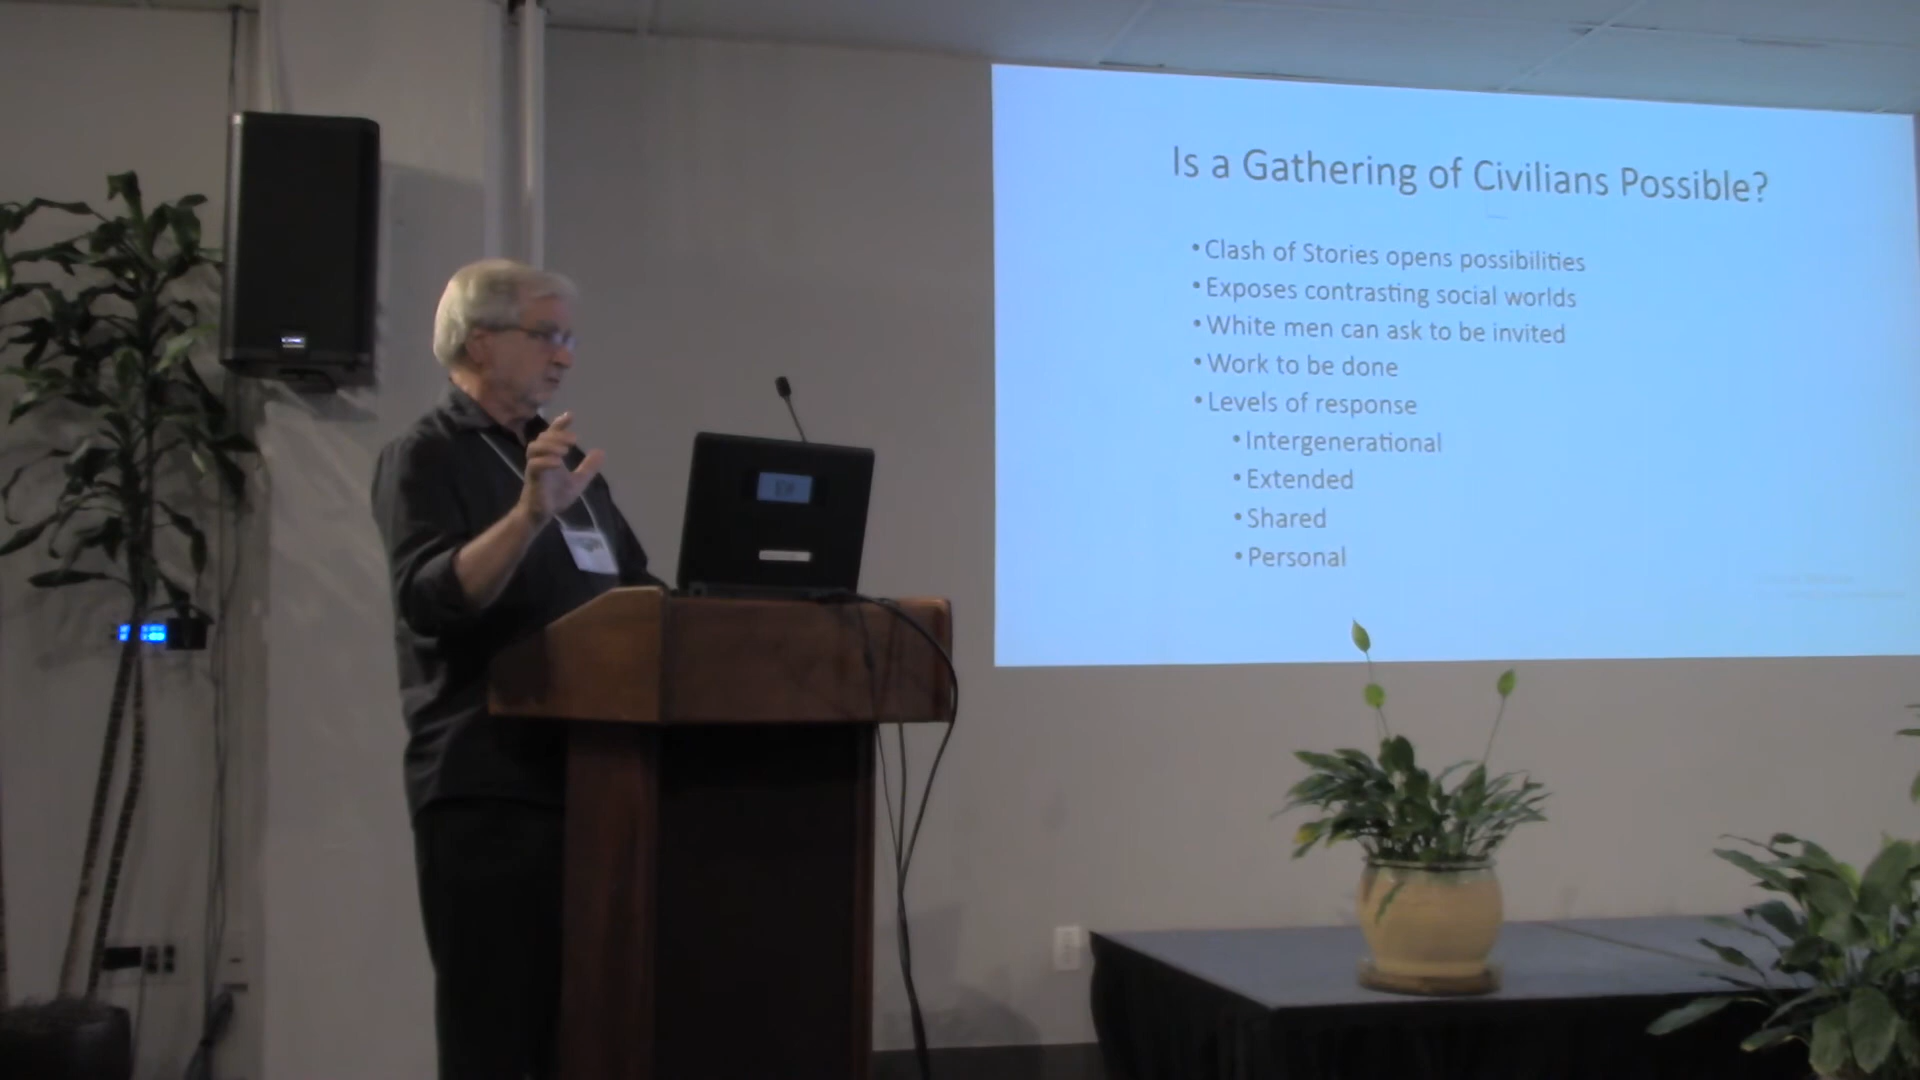 Is a Gathering of Civilians Possible?
• Clash of Stories opens possibilities
• Exposes contrasting social worlds
• White men can ask to be invited
• Work to be done
• Levels of response
• Intergenerational
• Extended
• Shared
• Personal